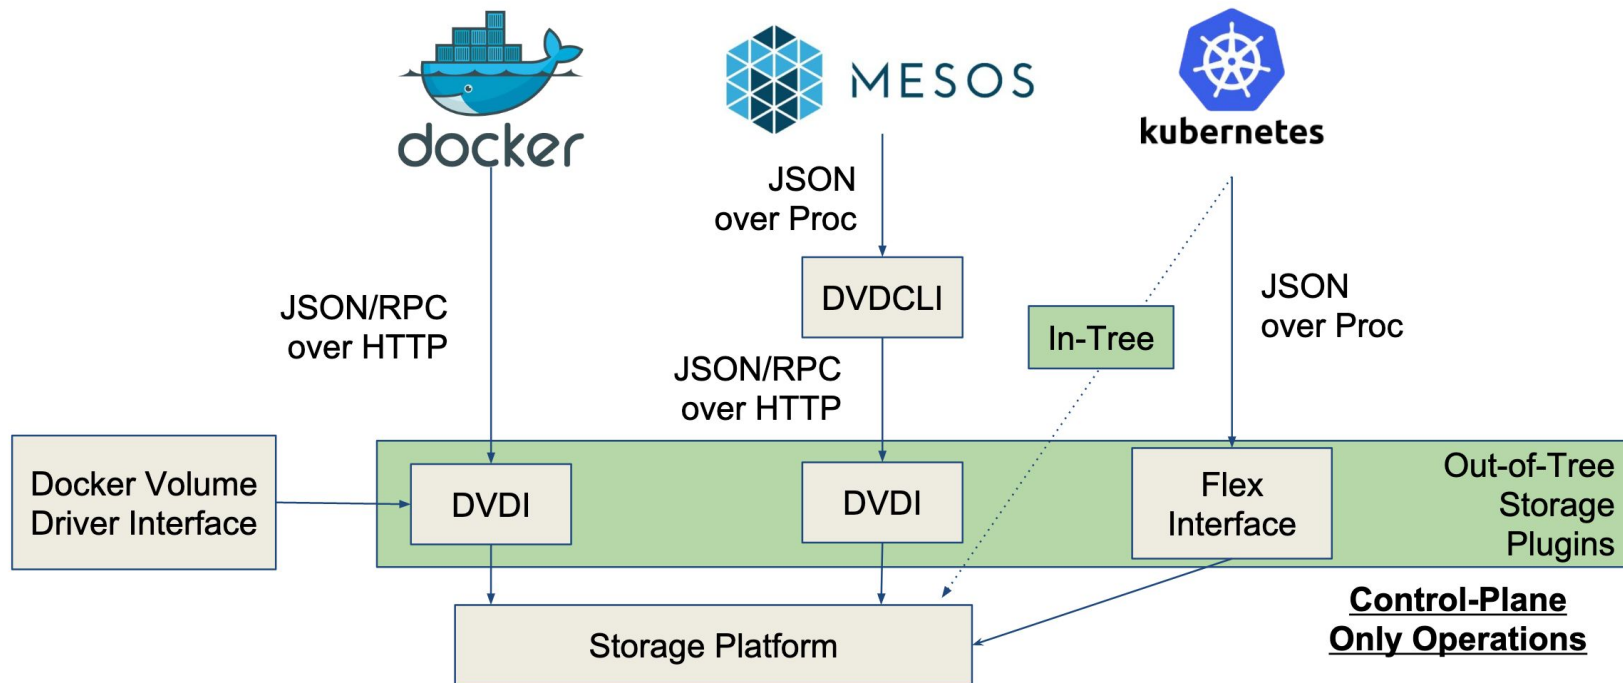 docker
MESOS
kubernetes
JSON
over Proc
DVDCLI
JSON/RPC
over HTTP
In-Tree
JSON
over Proc
JSON/RPC
over HTTP
Docker Volume
Driver Interface
DVDI
DVDI
Flex
Interface
Out-of-Tree
Storage
Plugins
Storage Platform
Control-Plane
Only Operations